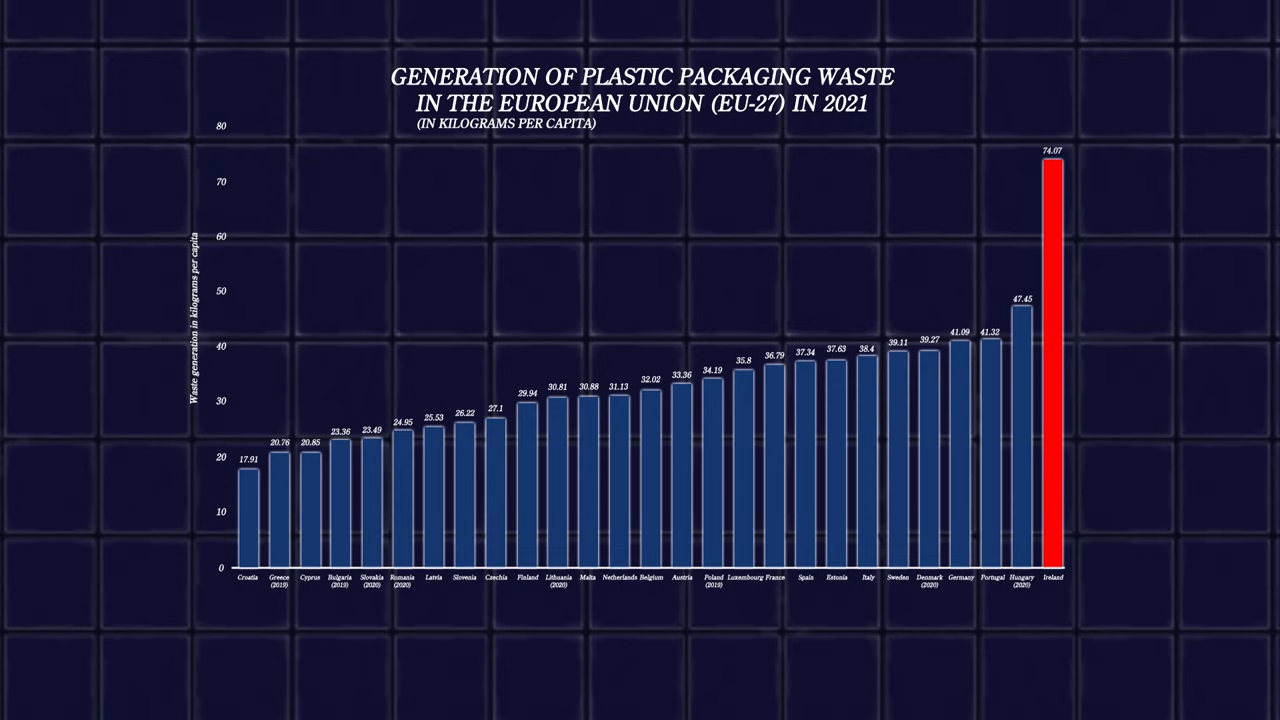 GENERATION OF PLASTIC PACKAGING WASTE
IN THE EUROPEAN UNION (EU-27) IN 2021
(IN KILOGRAMS PER CAPITA)
Waste generation in kilograms per capita
80
70
60
50
40
30
20
10
0
17.91
20.76
20.85
23.36
23.49
24.95
25.53
26.22
27.1
29.94
30.81
30.88
31.13
32.02
33.36
34.19
35.8
36.79
37.34
37.63
38.4
39.11
39.27
41.09
41.32
47.45
74.07
Croatia
Greece
(2019)
Cyprus
Bulgaria
(2019)
Slovakia
(2020)
Romania
(2020)
Latvia
Slovenia
Czechia
Finland
Lithuania
(2020)
Malta
Netherlands
Belgium
Austria
Poland
(2019)
Luxembourg
France
Spain
Estonia
Italy
Sweden
Denmark
(2020)
Germany
Portugal
Hungary
(2020)
Ireland